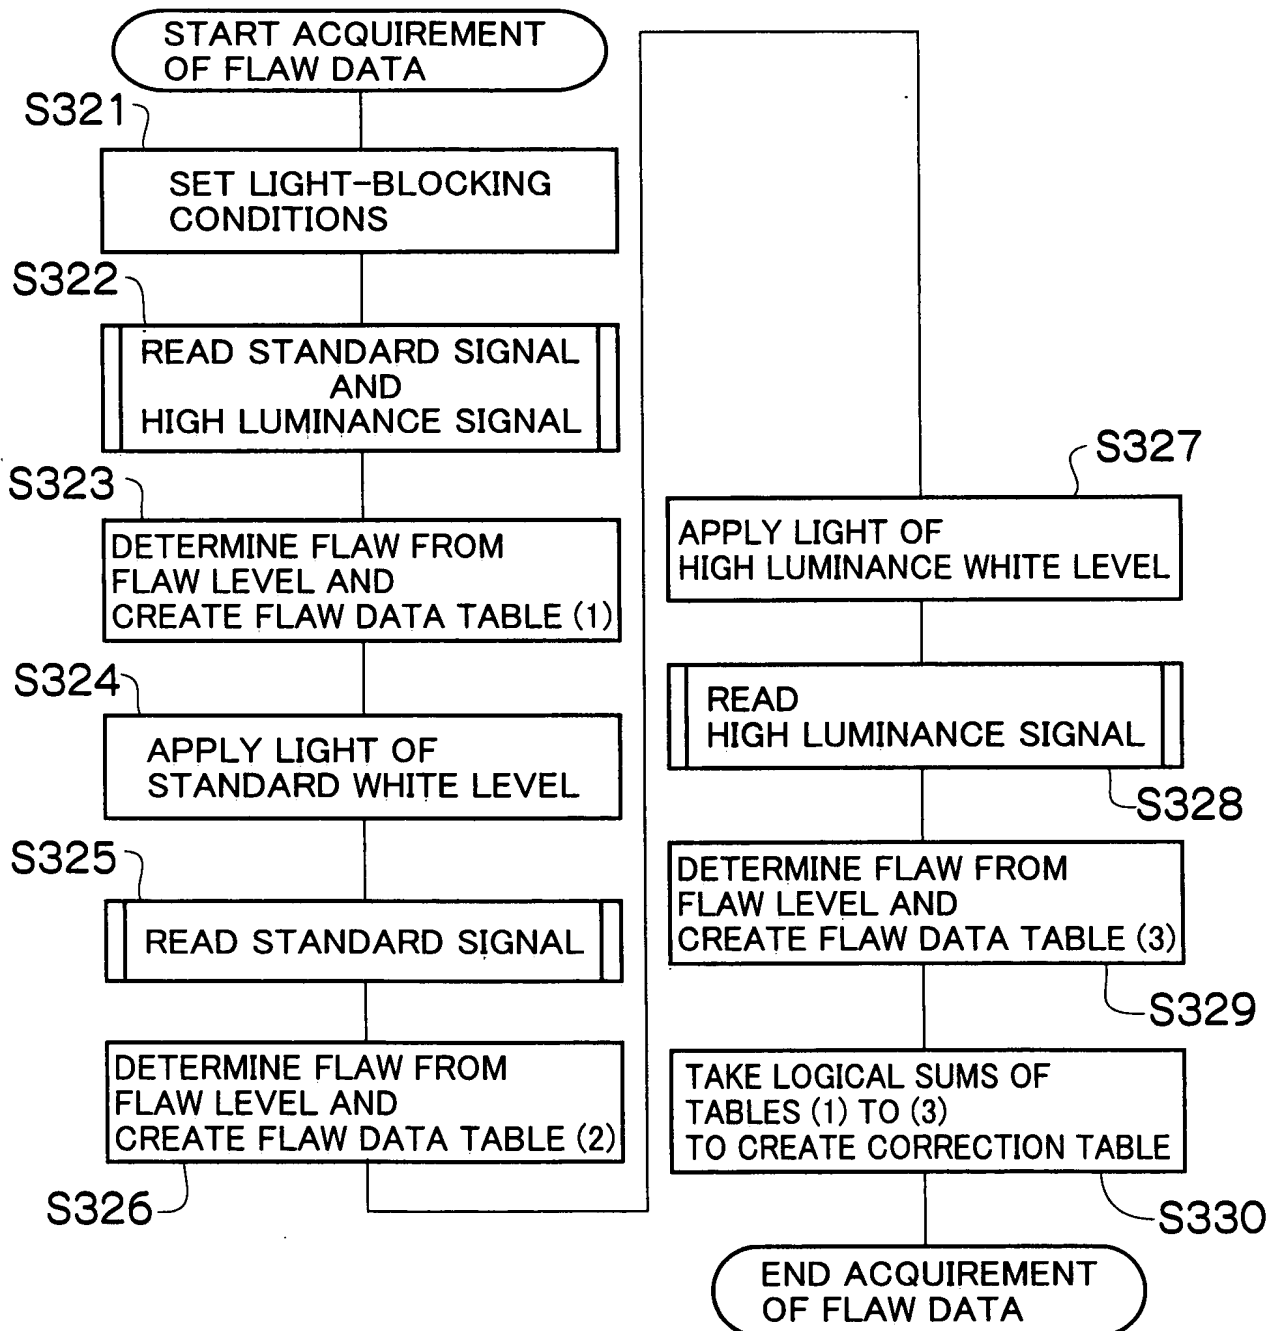 START ACQUIREMENT
OF FLAW DATA
S321
SET LIGHT-BLOCKING
CONDITIONS
S322
READ STANDARD SIGNAL
AND
HIGH LUMINANCE SIGNAL
S323
DETERMINE FLAW FROM
FLAW LEVEL AND
CREATE FLAW DATA TABLE (1)
S324
APPLY LIGHT OF
STANDARD WHITE LEVEL
S325
READ STANDARD SIGNAL
DETERMINE FLAW FROM
FLAW LEVEL AND
CREATE FLAW DATA TABLE (2)
S326
S327
APPLY LIGHT OF
HIGH LUMINANCE WHITE LEVEL
READ
HIGH LUMINANCE SIGNAL
S328
DETERMINE FLAW FROM
FLAW LEVEL AND
CREATE FLAW DATA TABLE (3)
S329
TAKE LOGICAL SUMS OF
TABLES (1) TO (3)
TO CREATE CORRECTION TABLE
S330
END ACQUIREMENT
OF FLAW DATA